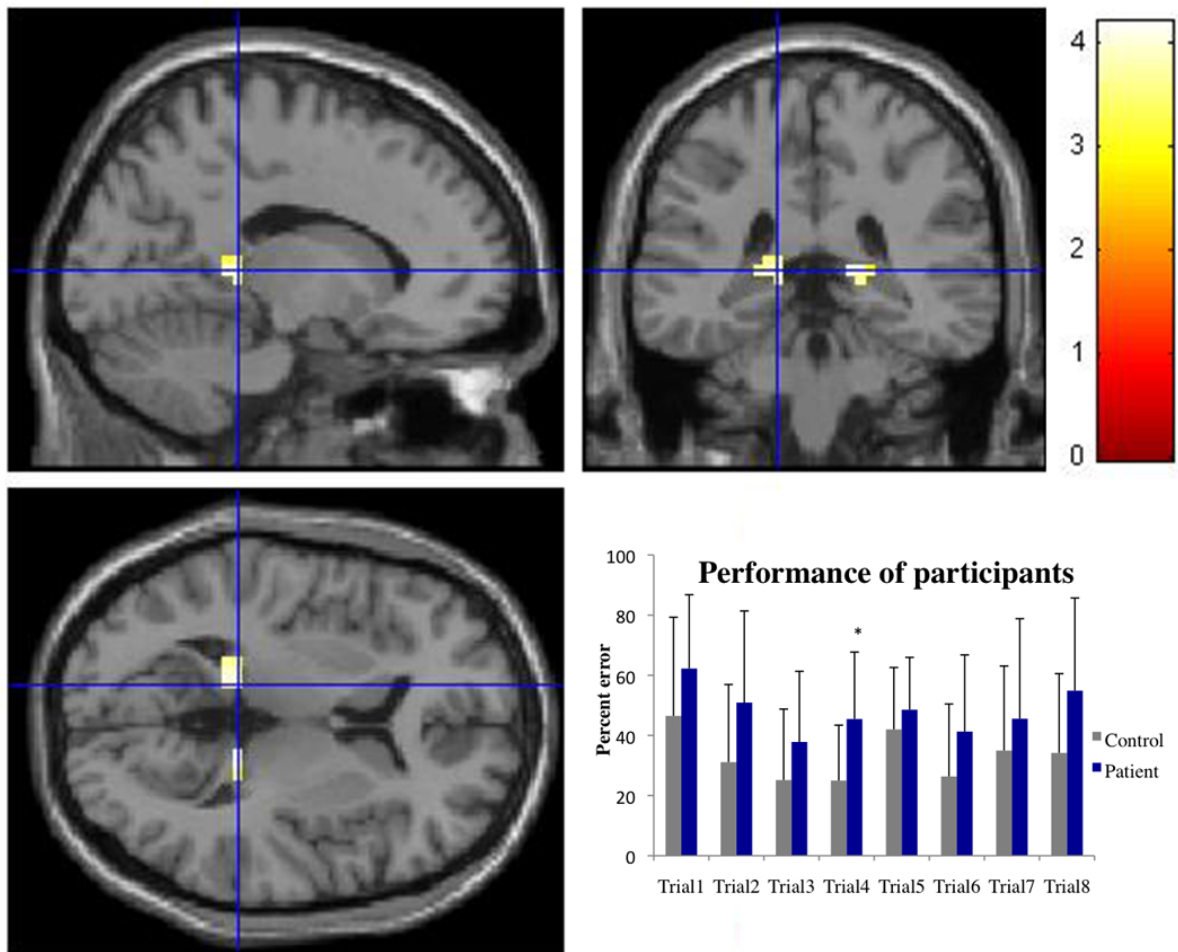 4
3
2
1
0
Performance of participants
Percent error
100
80
60
40
20
0
*
Trial1 Trial2 Trial3 Trial4 Trial5 Trial6 Trial7 Trial8
Control
Patient